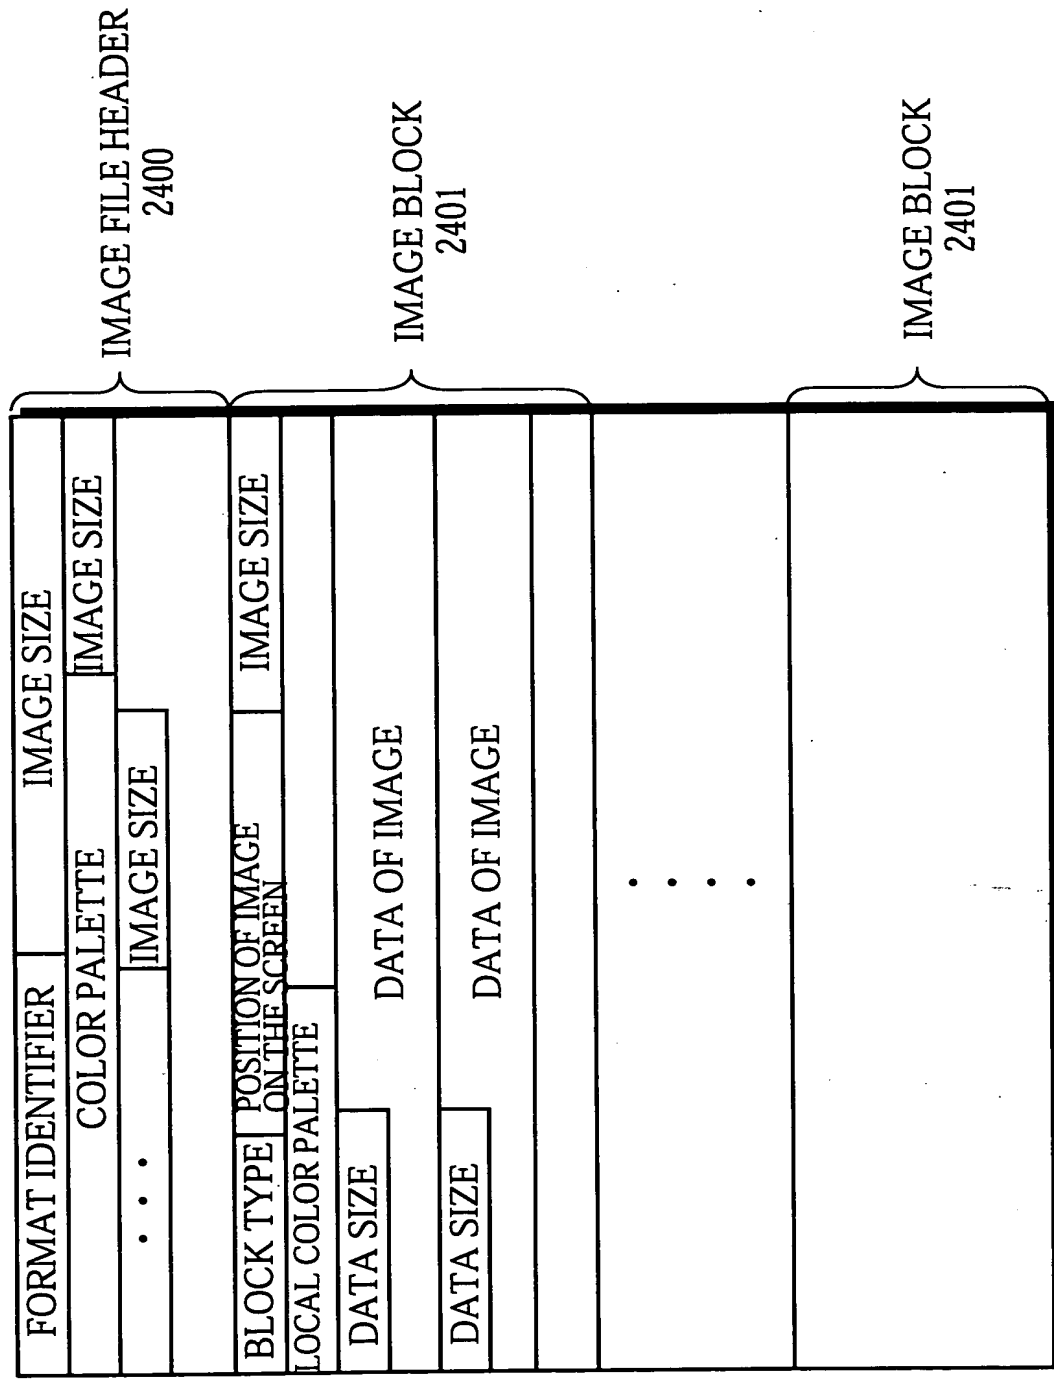 FORMAT IDENTIFIER
IMAGE SIZE
COLOR PALETTE
IMAGE SIZE
. . .
IMAGE SIZE
IMAGE FILE HEADER
2400
BLOCK TYPE
POSITION OF IMAGE
ON THE SCREEN
IMAGE SIZE
LOCAL COLOR PALETTE
DATA SIZE
DATA OF IMAGE
DATA SIZE
DATA OF IMAGE
IMAGE BLOCK
2401
. . . .
IMAGE BLOCK
2401